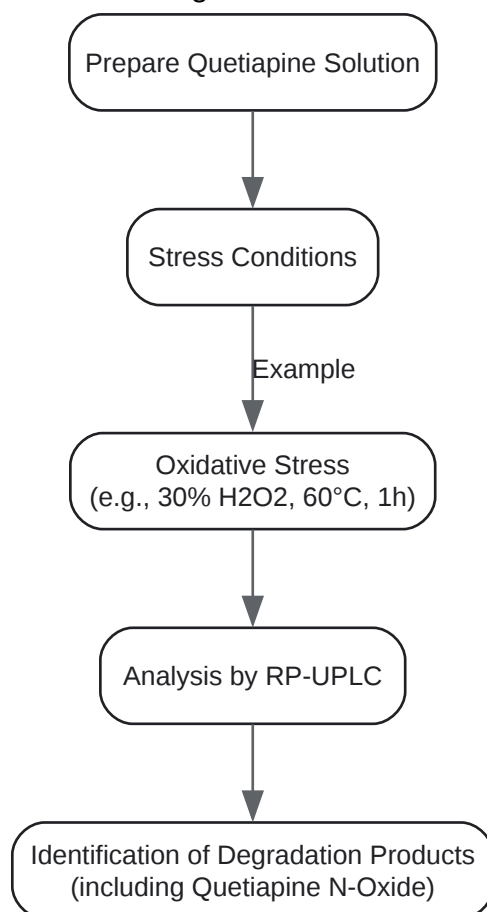 Prepare Quetiapine Solution
Stress Conditions
Example
Oxidative Stress
(e.g., 30% H2O2, 60°C, 1h)
Analysis by RP-UPLC
Identification of Degradation Products
(including Quetiapine N-Oxide)